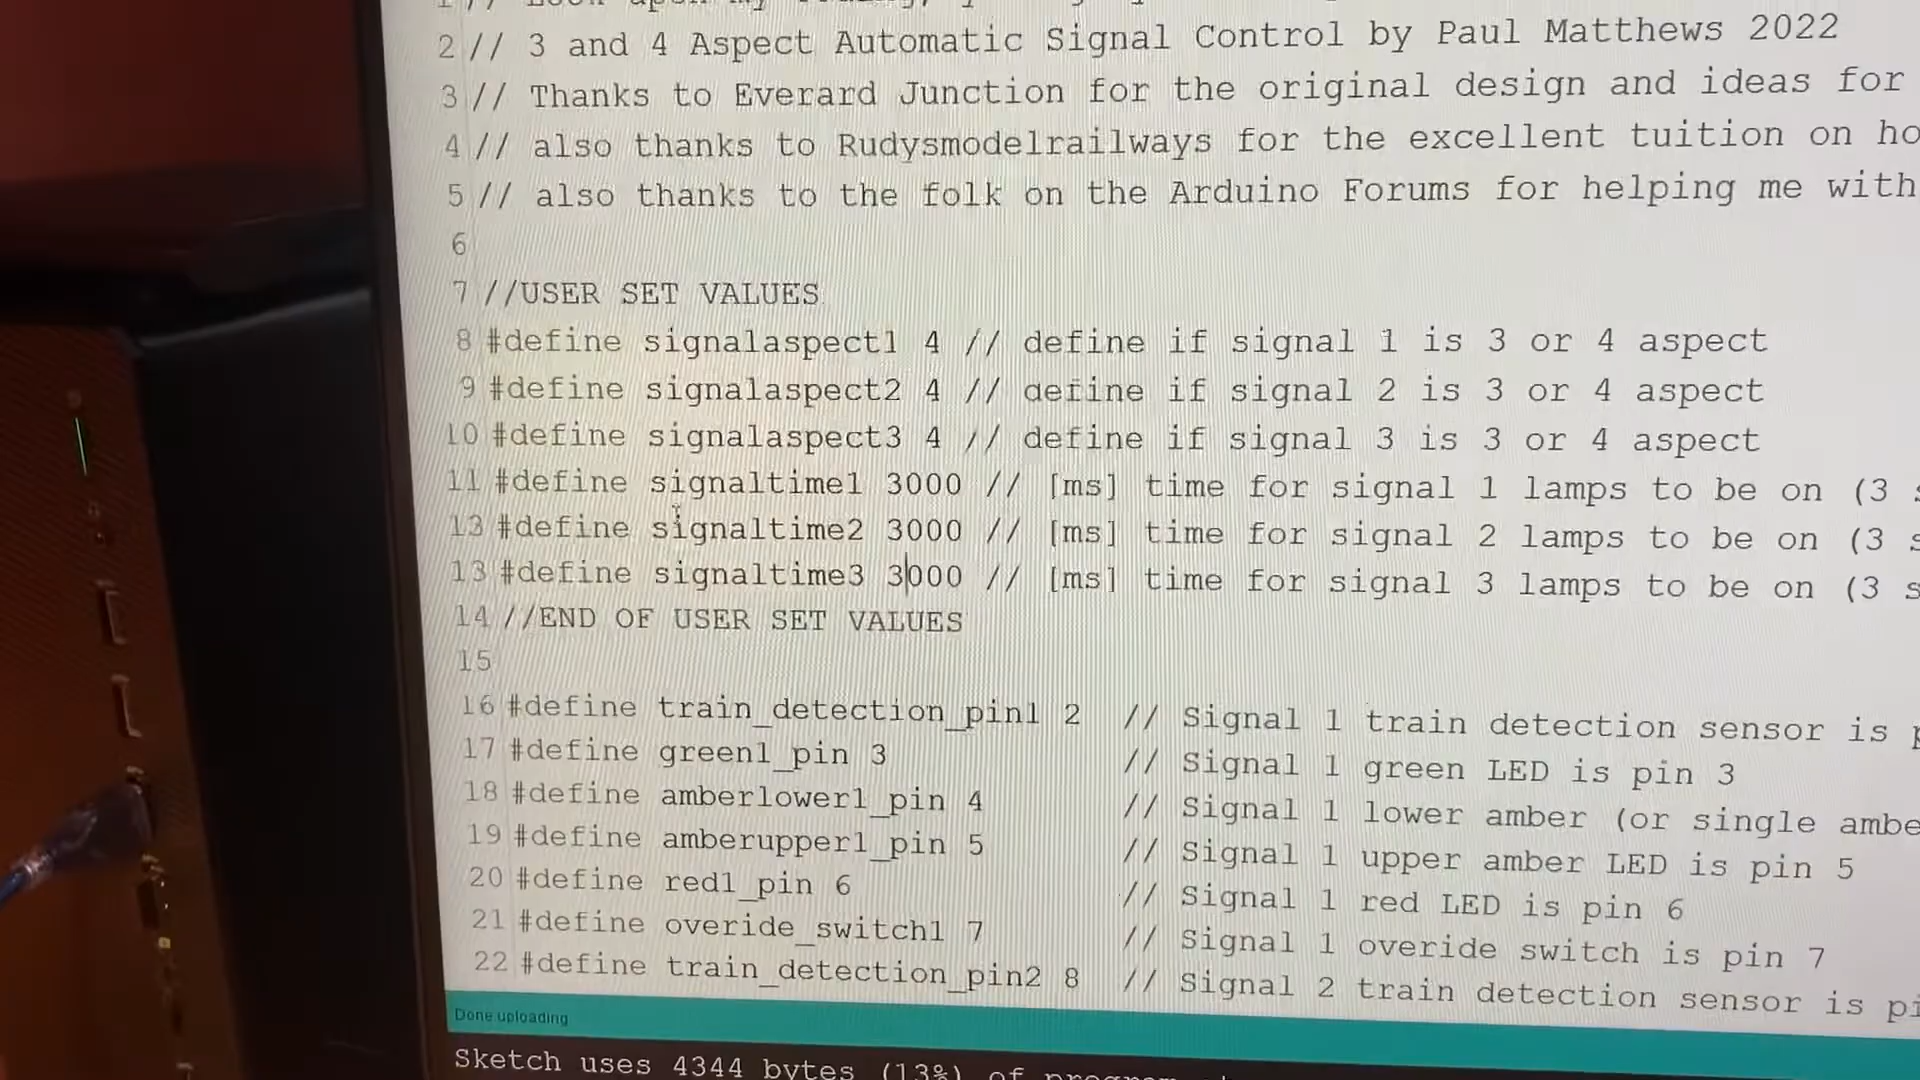 2 // 3 and 4 Aspect Automatic Signal Control by Paul Matthews 2022
3 // Thanks to Everard Junction for the original design and ideas for
4 // also thanks to Rudysmodelrailways for the excellent tuition on ho
5 // also thanks to the folk on the Arduino Forums for helping me with
6
7 //USER SET VALUES
8 #define signalaspect1 4 // define if signal 1 is 3 or 4 aspect
9 #define signalaspect2 4 // define if signal 2 is 3 or 4 aspect
10 #define signalaspect3 4 // define if signal 3 is 3 or 4 aspect
11 #define signaltime1 3000 // [ms] time for signal 1 lamps to be on (3 s
13 #define signaltime2 3000 // [ms] time for signal 2 lamps to be on (3 s
13 #define signaltime3 3000 // [ms] time for signal 3 lamps to be on (3 s
14 //END OF USER SET VALUES
15
16 #define train_detection_pin1 2 // Signal 1 train detection sensor is p
17 #define green1_pin 3 // Signal 1 green LED is pin 3
18 #define amberlower1_pin 4 // Signal 1 lower amber (or single ambe
19 #define amberupper1_pin 5 // Signal 1 upper amber LED is pin 5
20 #define red1_pin 6 // Signal 1 red LED is pin 6
21 #define overide_switch1 7 // Signal 1 overide switch is pin 7
22 #define train_detection_pin2 8 // Signal 2 train detection sensor is pi
Done uploading
Sketch uses 4344 bytes (13%) of